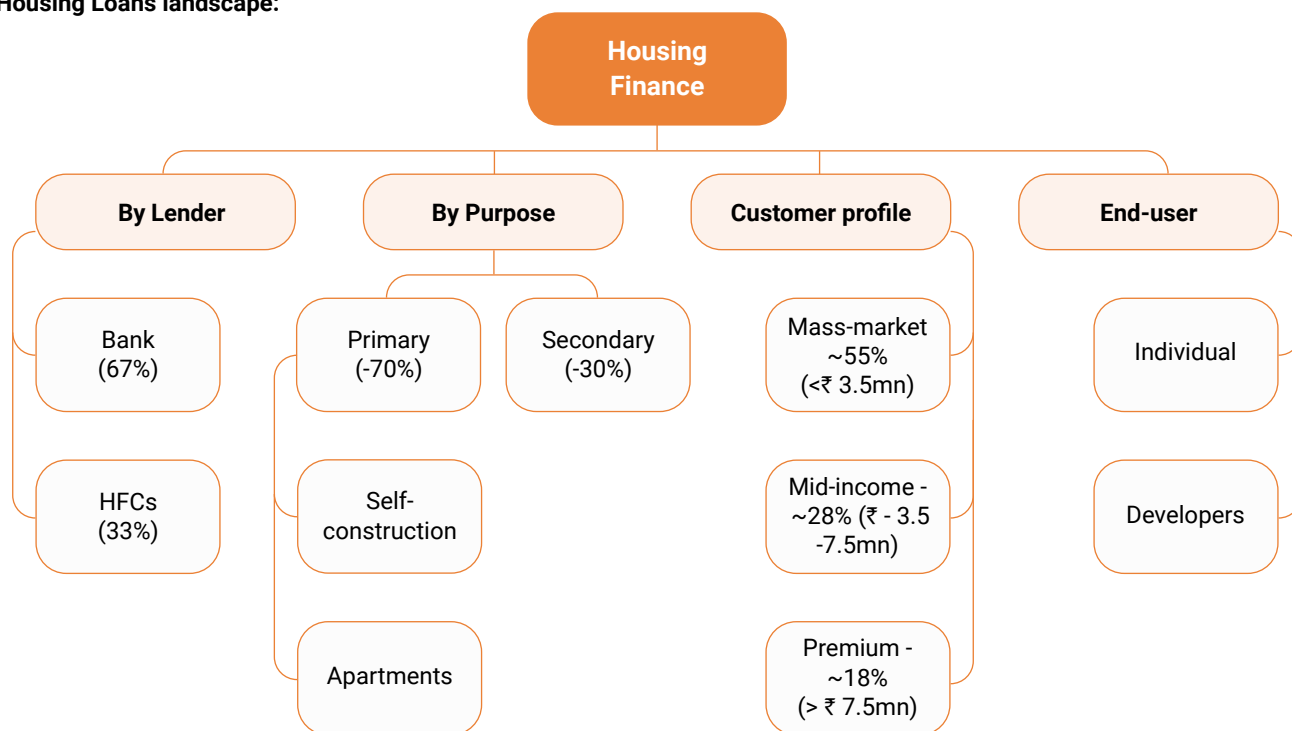 Housing Loans landscape:
Housing
Finance
By Lender
By Purpose
Customer profile
End-user
Bank
(67%)
Primary
(-70%)
Secondary
(-30%)
Mass-market
~55%
(<₹ 3.5mn)
Individual
HFCs
(33%)
Self-
construction
Mid-income -
~28% (₹ - 3.5
-7.5mn)
Developers
Apartments
Premium -
~18%
(> ₹ 7.5mn)